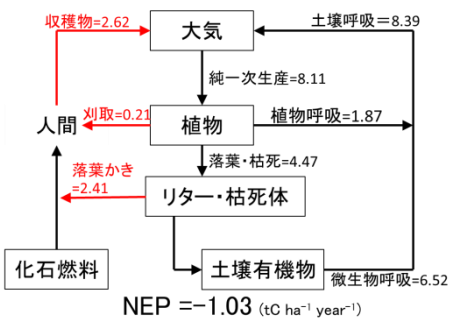 収穫物=2.62
大気
土壌呼吸=8.39
純一次生産=8.11
人間
刈取=0.21
植物
植物呼吸=1.87
落葉・枯死=4.47
落葉かき
=2.41
リター・枯死体
化石燃料
土壌有機物
微生物呼吸=6.52
NEP =-1.03 (tC ha⁻¹ year⁻¹)